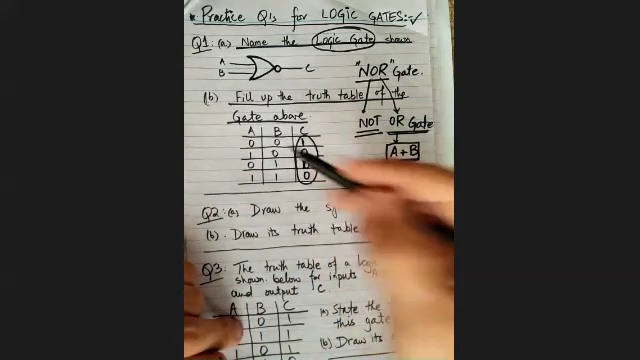 Practice Q's for LOGIC GATES:
Q1: (a) Name the Logic Gate shown
A
B
C
"NOR" Gate.
NOT OR Gate
A+B
(b) Fill up the truth table of the
Gate above
A B C
0 0 1
1 0 0
0 1
1 1 0
Q2: (a) Draw the
(b). Draw its truth table
Q3: The truth table of a
shown below for inputs
and output C.
A B C
0 1
1 1
0 1
(a) State the
this gate
(b) Draw its